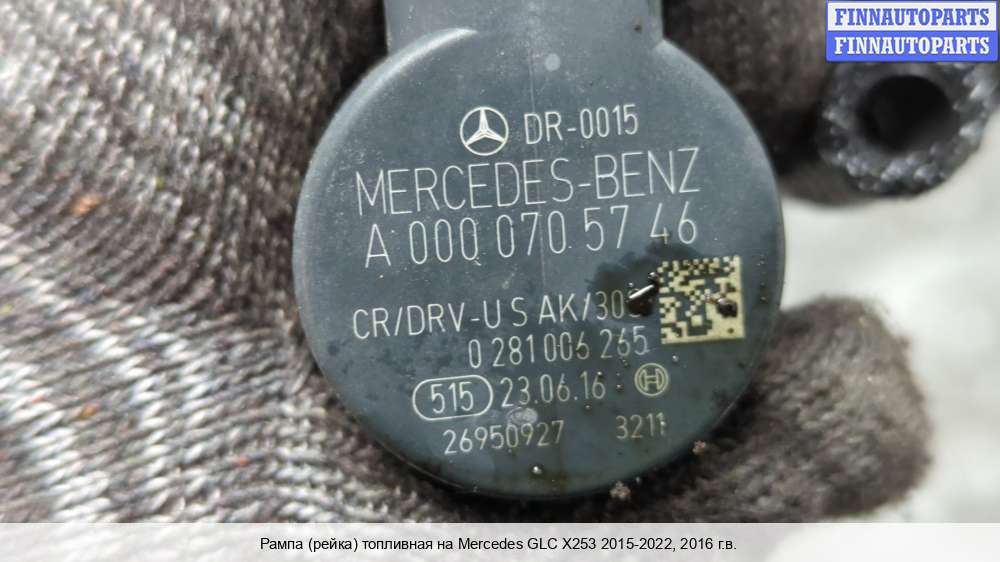 FINNAUTOPARTS
FINNAUTOPARTS
DR-0015
MERCEDES-BENZ
A 000 070 57 46
CR/DRV-U S AK/30
0 281 006 265
515 23.06.16
26950927 3211
Рампа (рейка) топливная на Mercedes GLC X253 2015-2022, 2016 г.в.